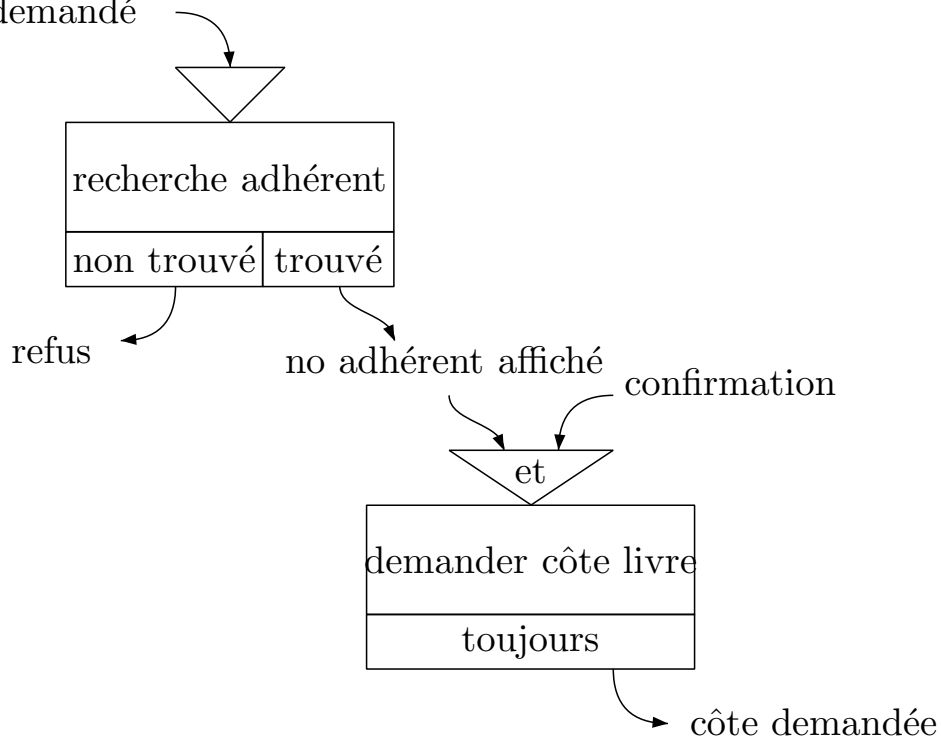 demandé
recherche adhérent
non trouvé trouvé
refus
no adhérent affiché
confirmation
et
demander côte livre
toujours
côte demandée